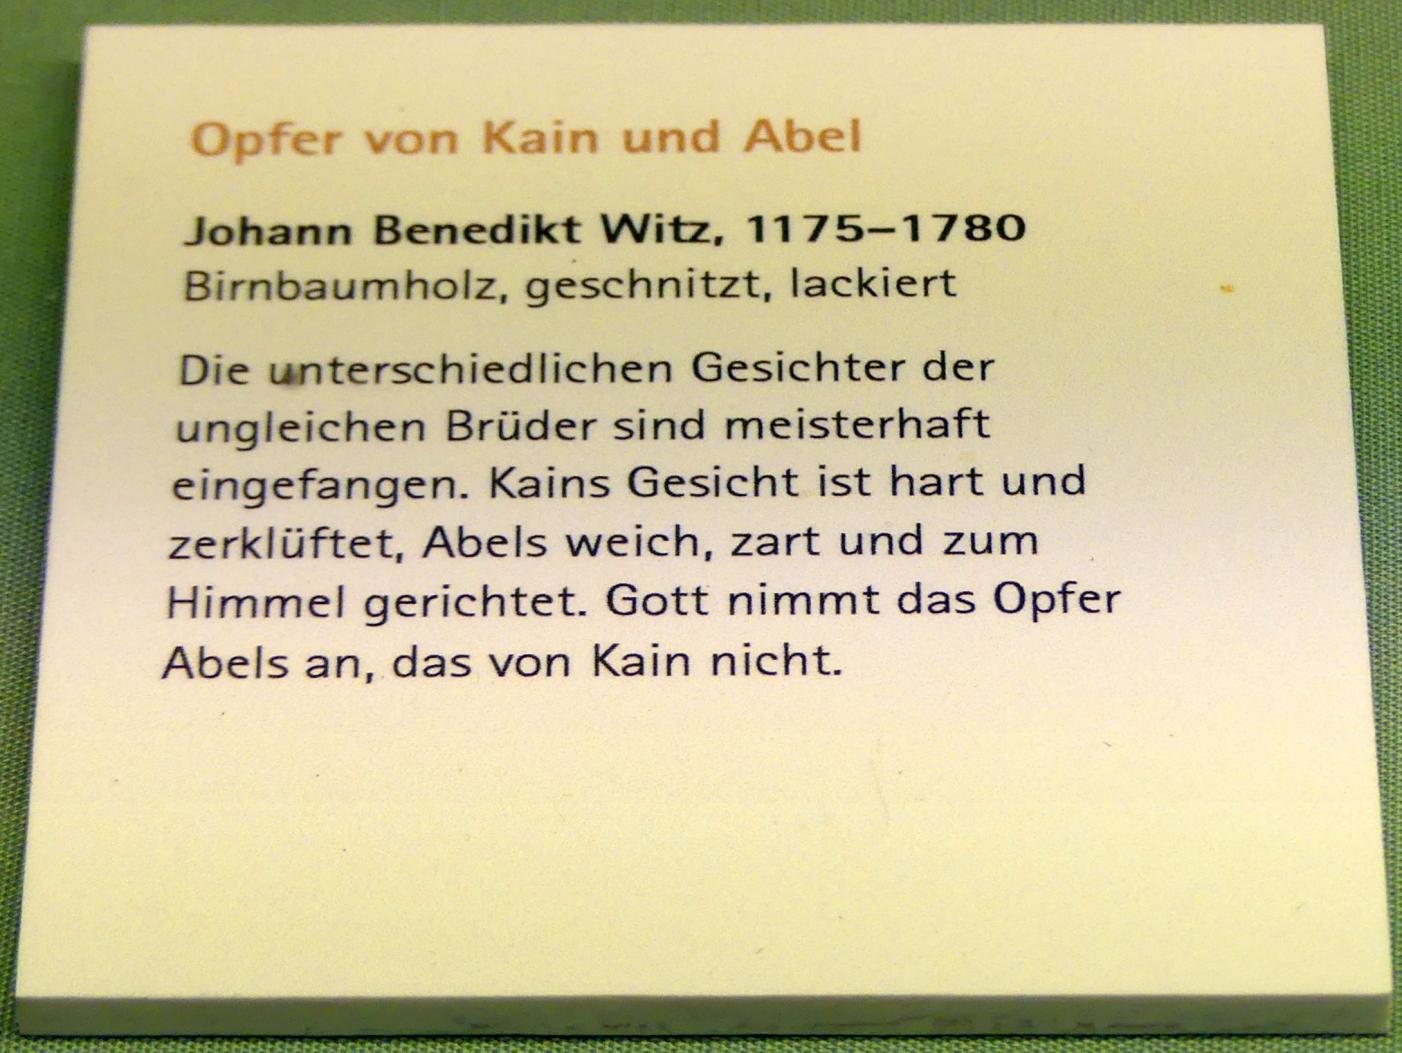 Opfer von Kain und Abel
Johann Benedikt Witz, 1175–1780
Birnbaumholz, geschnitzt, lackiert
Die unterschiedlichen Gesichter der
ungleichen Brüder sind meisterhaft
eingefangen. Kains Gesicht ist hart und
zerklüftet, Abels weich, zart und zum
Himmel gerichtet. Gott nimmt das Opfer
Abels an, das von Kain nicht.